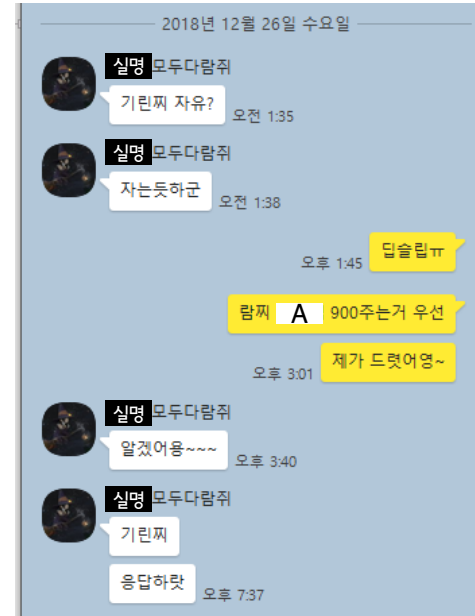 2018년 12월 26일 수요일
실명 모두다람쥐
기린찌 자유?
오전 1:35
실명 모두다람쥐
자는듯하군
오전 1:38
딥슬립ㅠ
오후 1:45
람찌 A 900주는거 우선
제가 드렷어영~
오후 3:01
실명 모두다람쥐
알겠어용~~~
오후 3:40
실명 모두다람쥐
기린찌
응답하랏
오후 7:37